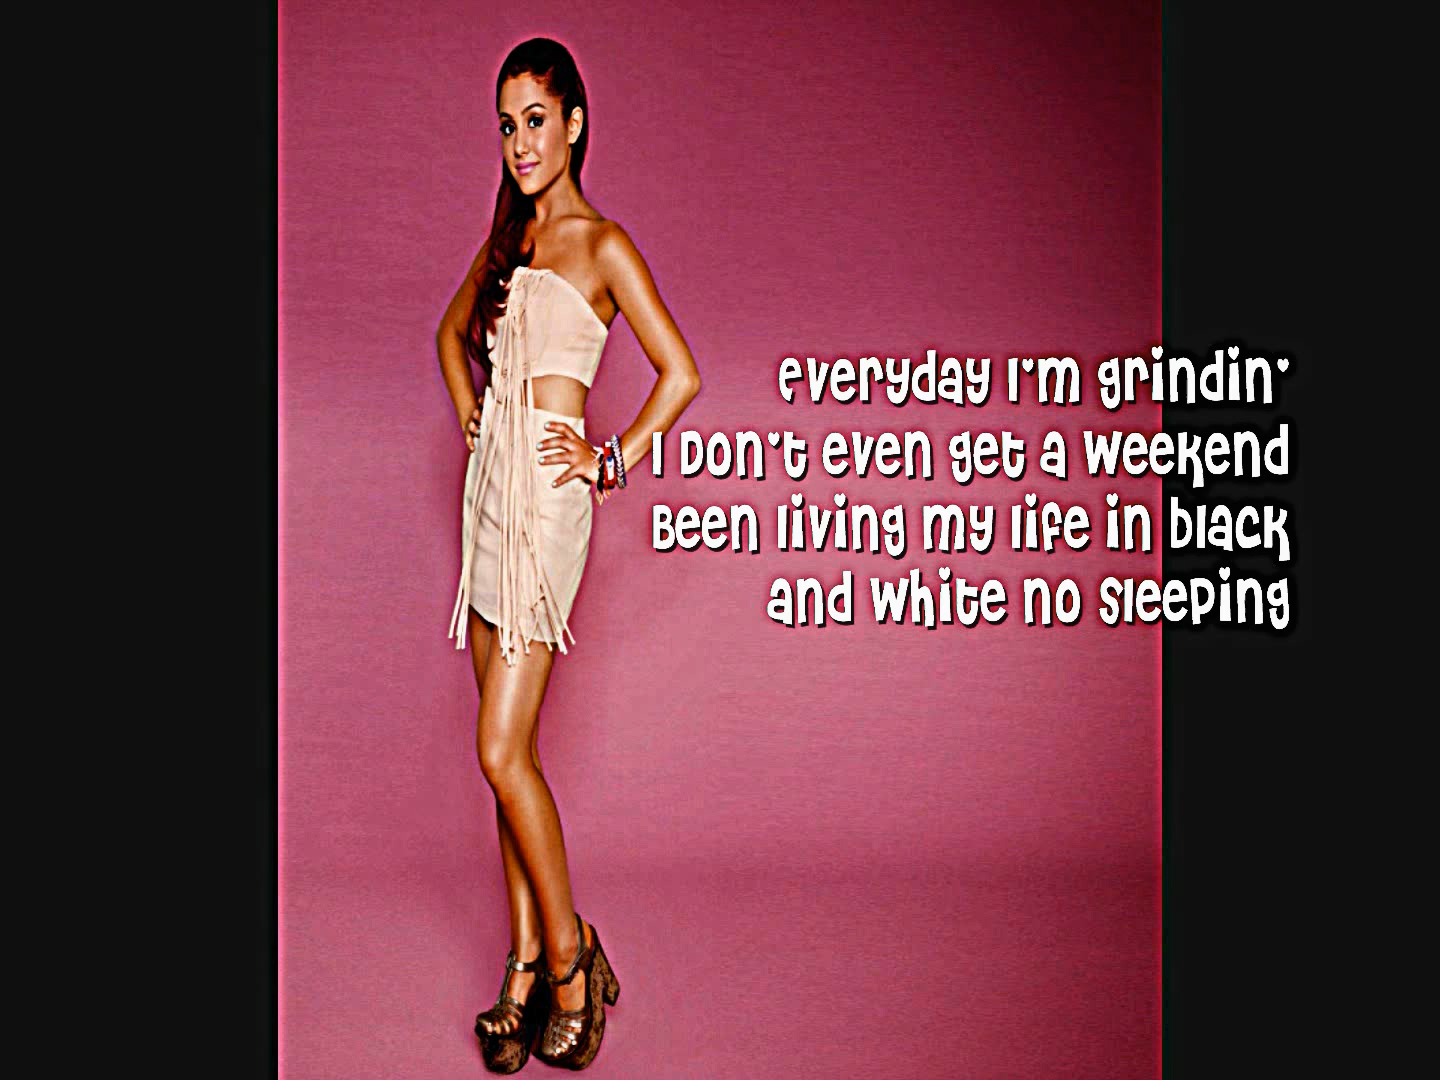 everyday I'm grindin'
I Don't even get a weekend
Been living my life in black
and white no sleeping